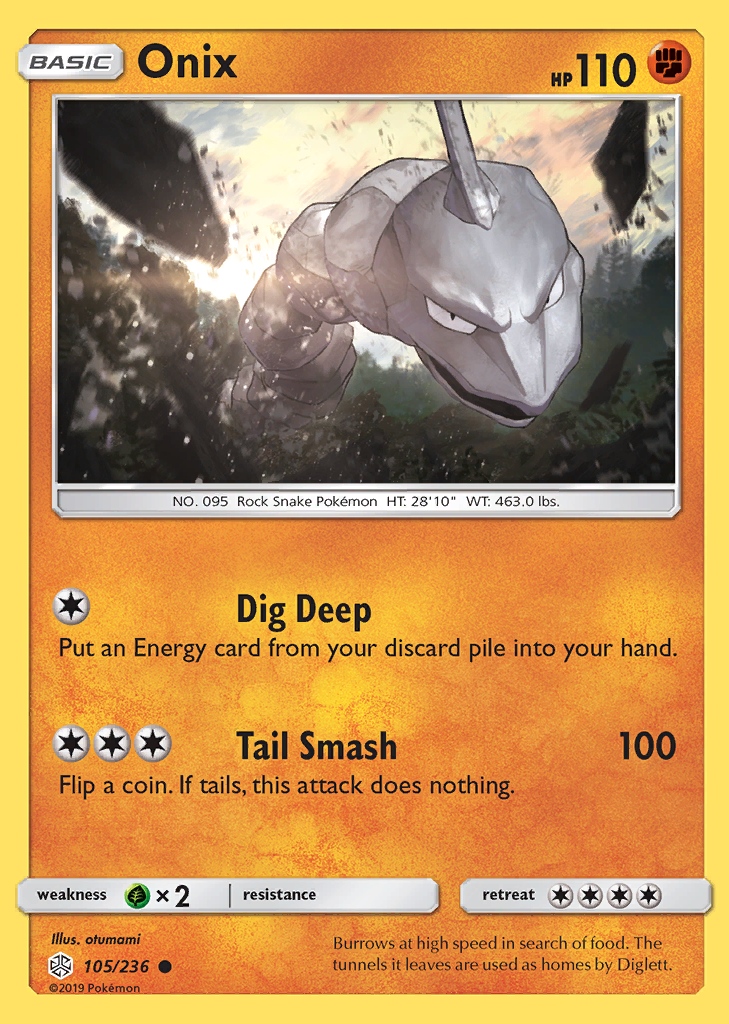 BASIC Onix HP 110
NO. 095 Rock Snake Pokémon HT: 28'10" WT: 463.0 lbs.
Dig Deep
Put an Energy card from your discard pile into your hand.
Tail Smash 100
Flip a coin. If tails, this attack does nothing.
weakness ×2 resistance retreat
Illus. otumami
105/236
©2019 Pokémon
Burrows at high speed in search of food. The
tunnels it leaves are used as homes by Diglett.